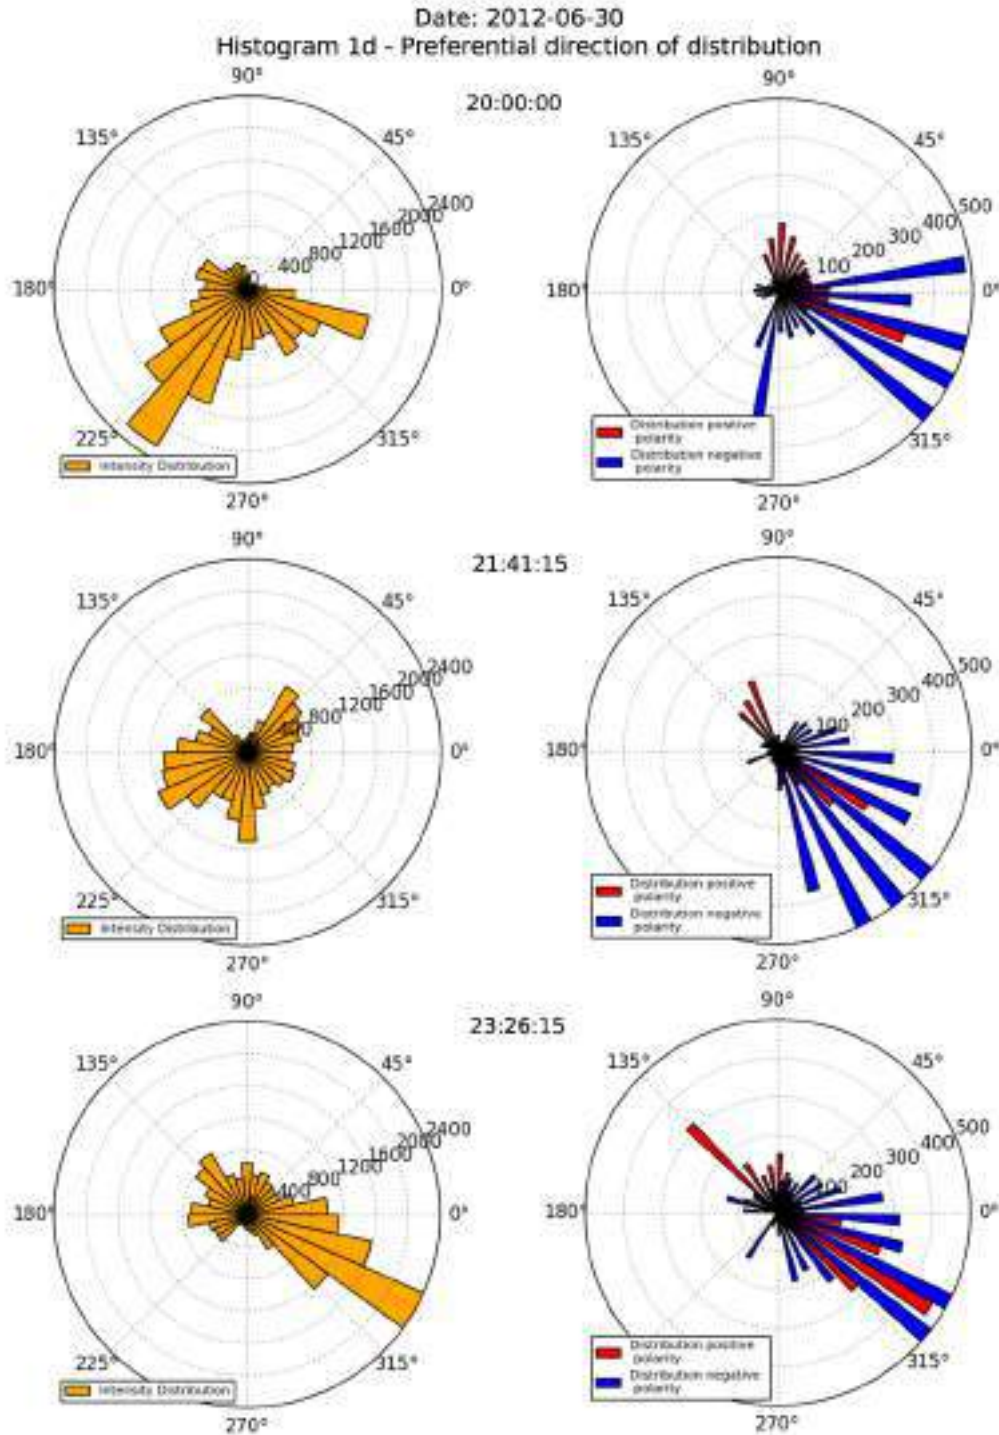 Date: 2012-06-30
Histogram 1d - Preferential direction of distribution
20:00:00
90°
135° 45°
180° 0°
225° 315°
270°
0 400 800 1200 1600 2000 2400
Intensity Distribution
90°
135° 45°
180° 0°
315°
270°
100 200 300 400 500
Distribution positive
polarity
Distribution negative
polarity
21:41:15
90°
135° 45°
180° 0°
225° 315°
270°
400 800 1200 1600 2000 2400
Intensity Distribution
90°
135° 45°
180° 0°
315°
270°
100 200 300 400 500
Distribution positive
polarity
Distribution negative
polarity
23:26:15
90°
135° 45°
180° 0°
225° 315°
270°
400 800 1200 1600 2000 2400
Intensity Distribution
90°
135° 45°
180° 0°
315°
270°
100 200 300 400 500
Distribution positive
polarity
Distribution negative
polarity